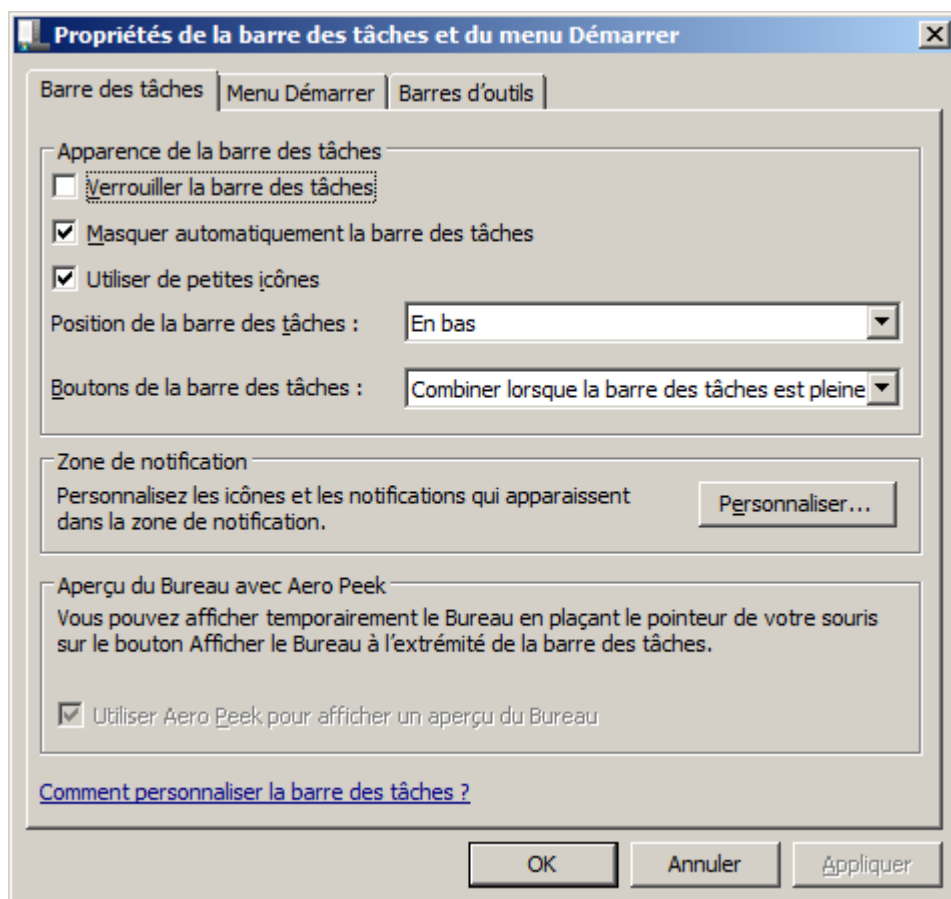 Propriétés de la barre des tâches et du menu Démarrer
Barre des tâches
Menu Démarrer
Barres d'outils
Apparence de la barre des tâches
Verrouiller la barre des tâches
Masquer automatiquement la barre des tâches
Utiliser de petites icônes
Position de la barre des tâches :
En bas
Boutons de la barre des tâches :
Combiner lorsque la barre des tâches est pleine
Zone de notification
Personnalisez les icônes et les notifications qui apparaissent
dans la zone de notification.
Personnaliser...
Aperçu du Bureau avec Aero Peek
Vous pouvez afficher temporairement le Bureau en plaçant le pointeur de votre souris
sur le bouton Afficher le Bureau à l'extrémité de la barre des tâches.
Utiliser Aero Peek pour afficher un aperçu du Bureau
Comment personnaliser la barre des tâches ?
OK
Annuler
Appliquer